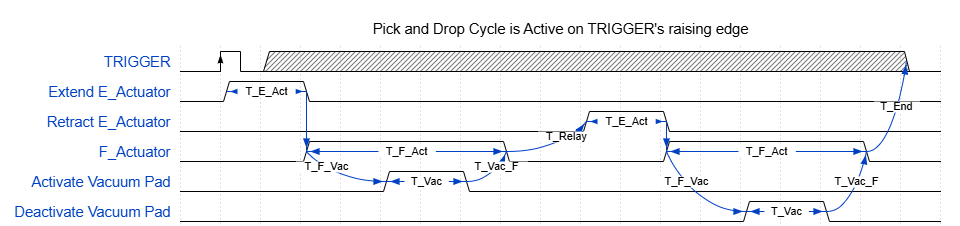 Pick and Drop Cycle is Active on TRIGGER's raising edge
TRIGGER
Extend E_Actuator
T_E_Act
T_End
Retract E_Actuator
T_E_Act
T_Relay
F_Actuator
T_F_Act
T_F_Act
T_F_Vac
T_Vac_F
Activate Vacuum Pad
T_Vac
T_F_Vac
T_Vac_F
Deactivate Vacuum Pad
T_Vac